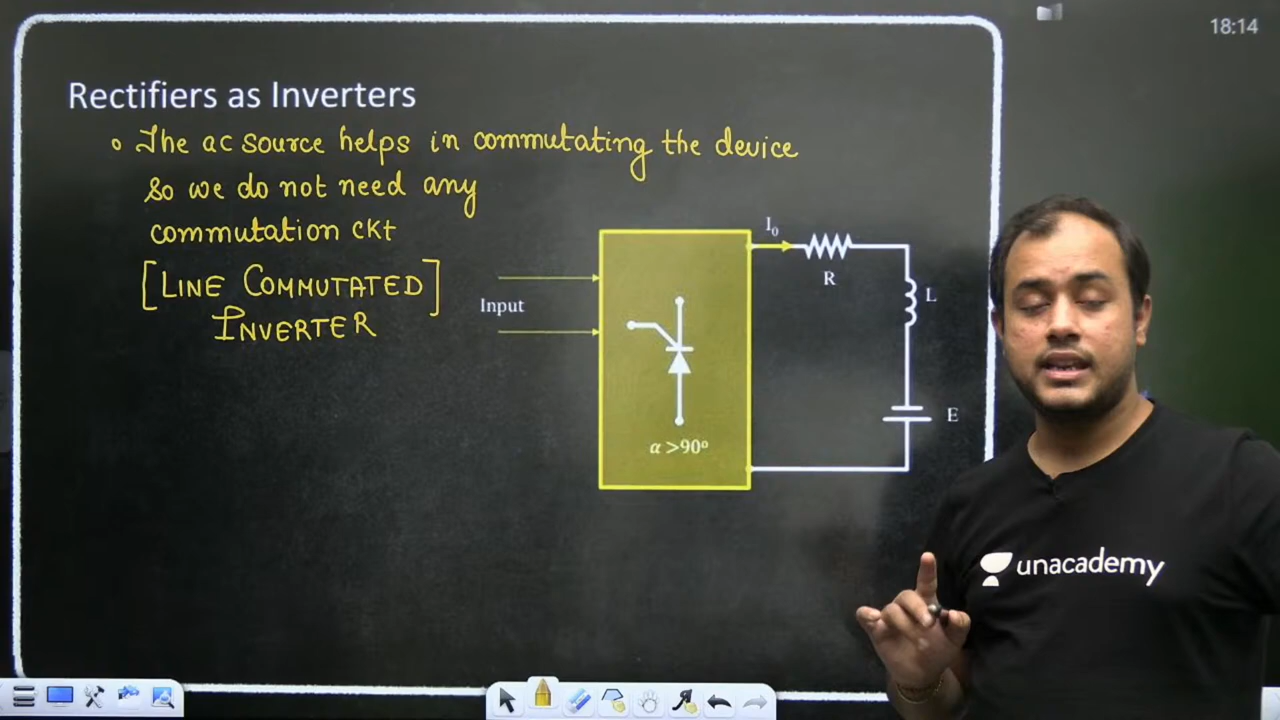 18:14
Rectifiers as Inverters
The ac source helps in commutating the device
so we do not need any
commutation ckt
[LINE COMMUTATED]
INVERTER
Input
I₀
R
L
E
α >90º
unacademy